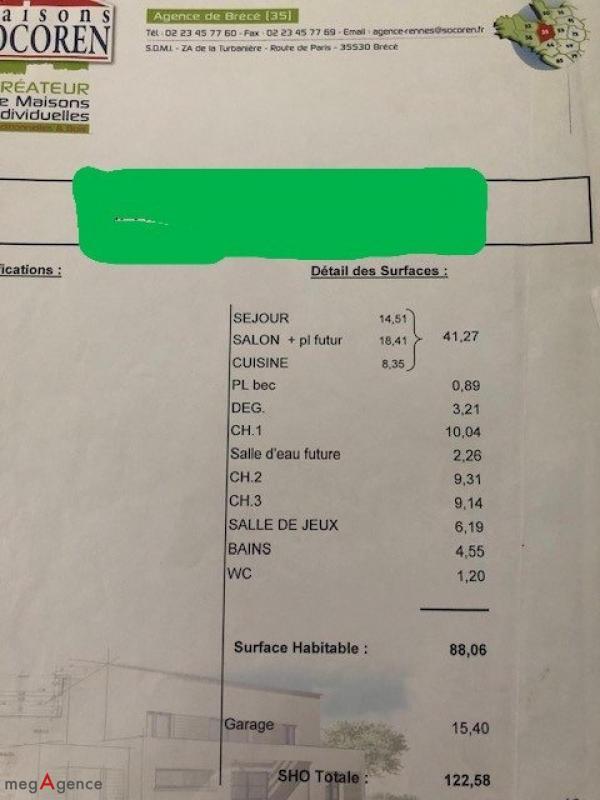 aisons
OCOREN
RÉATEUR
e Maisons
dividuelles
Agence de Brécé (35)
Tél : 02 23 45 77 60 - Fax : 02 23 45 77 69 - Email : agence-rennes@socoren.fr
S.D.M.I. - ZA de la Turbanière - Route de Paris - 35530 Brécé
fications :
Détail des Surfaces :
SEJOUR 14,51
SALON + pl futur 18,41 41,27
CUISINE 8,35
PL bec 0,89
DEG. 3,21
CH.1 10,04
Salle d'eau future 2,26
CH.2 9,31
CH.3 9,14
SALLE DE JEUX 6,19
BAINS 4,55
WC 1,20
Surface Habitable : 88,06
Garage 15,40
SHO Totale : 122,58
megAgence